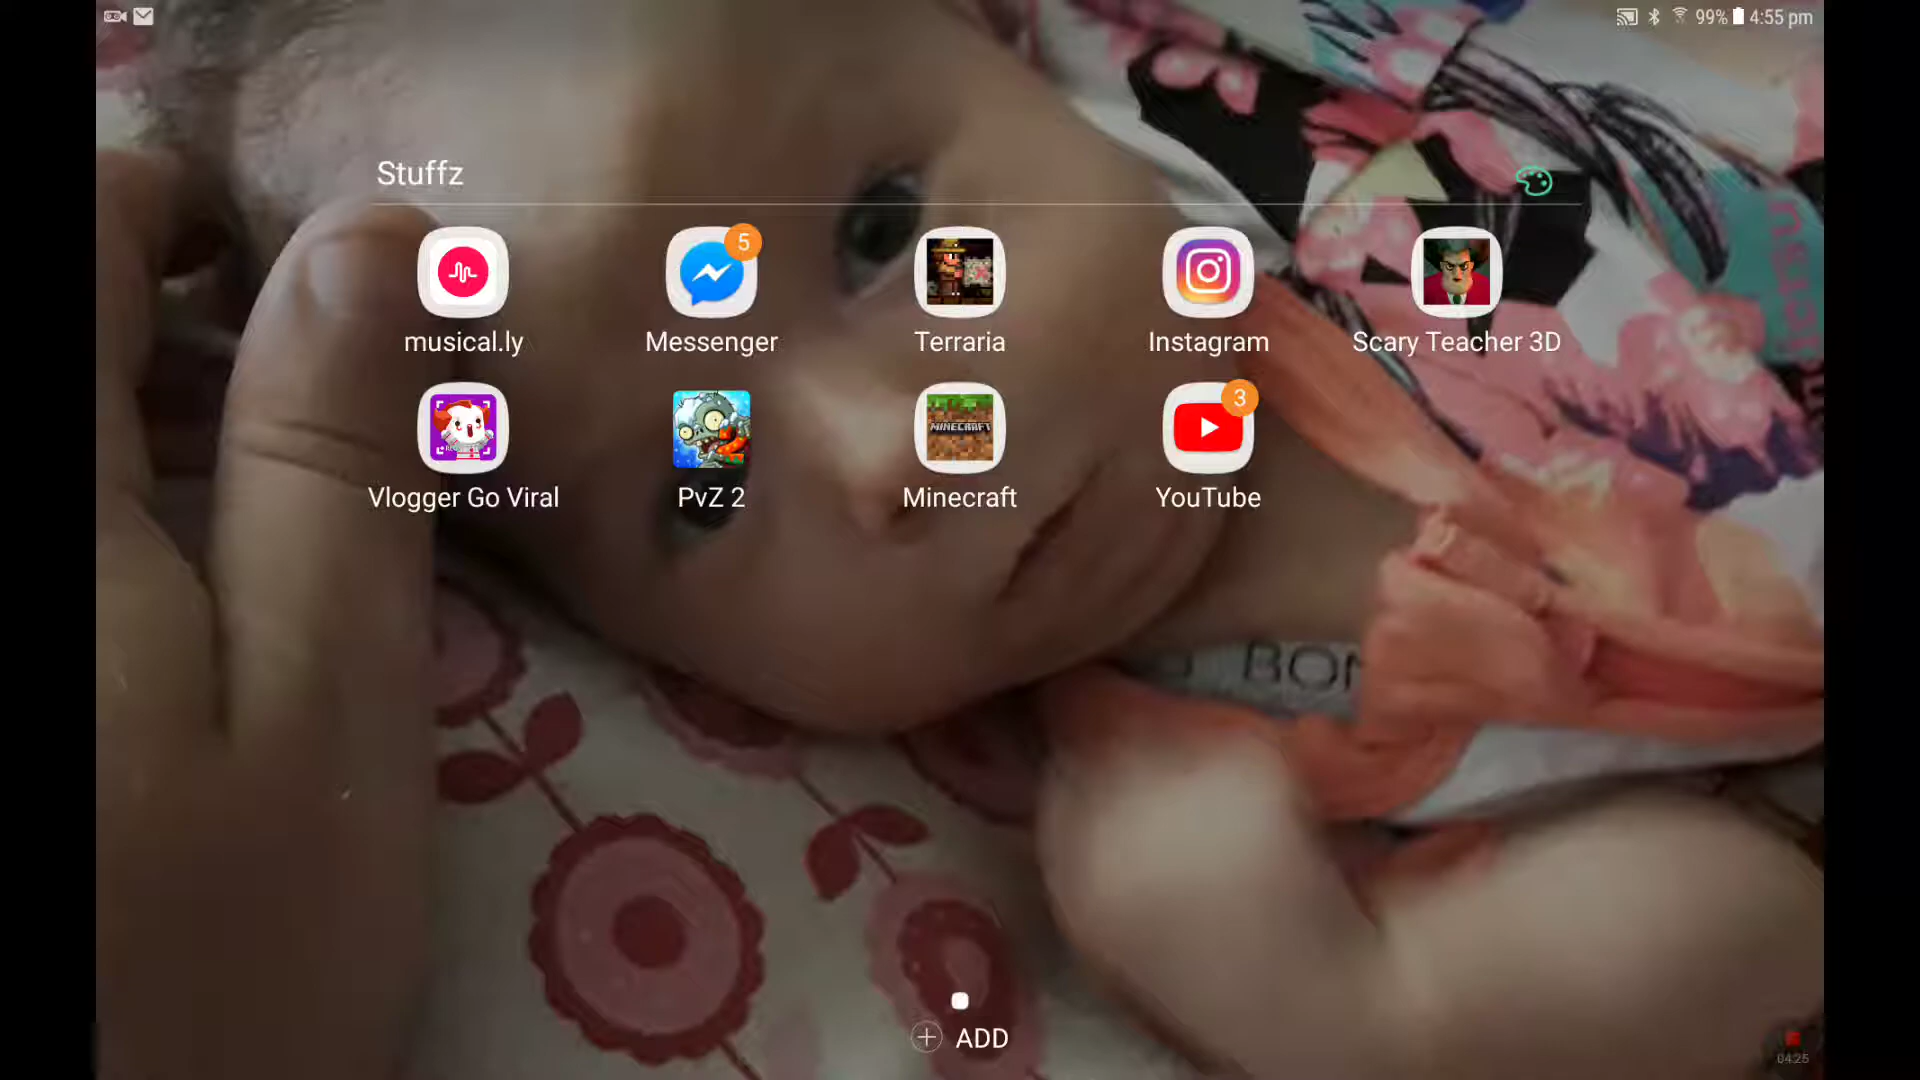 99% 4:55 pm
Stuffz
5
musical.ly Messenger Terraria Instagram Scary Teacher 3D
MINECRAFT
3
Vlogger Go Viral PvZ 2 Minecraft YouTube
BON
ADD
04:25